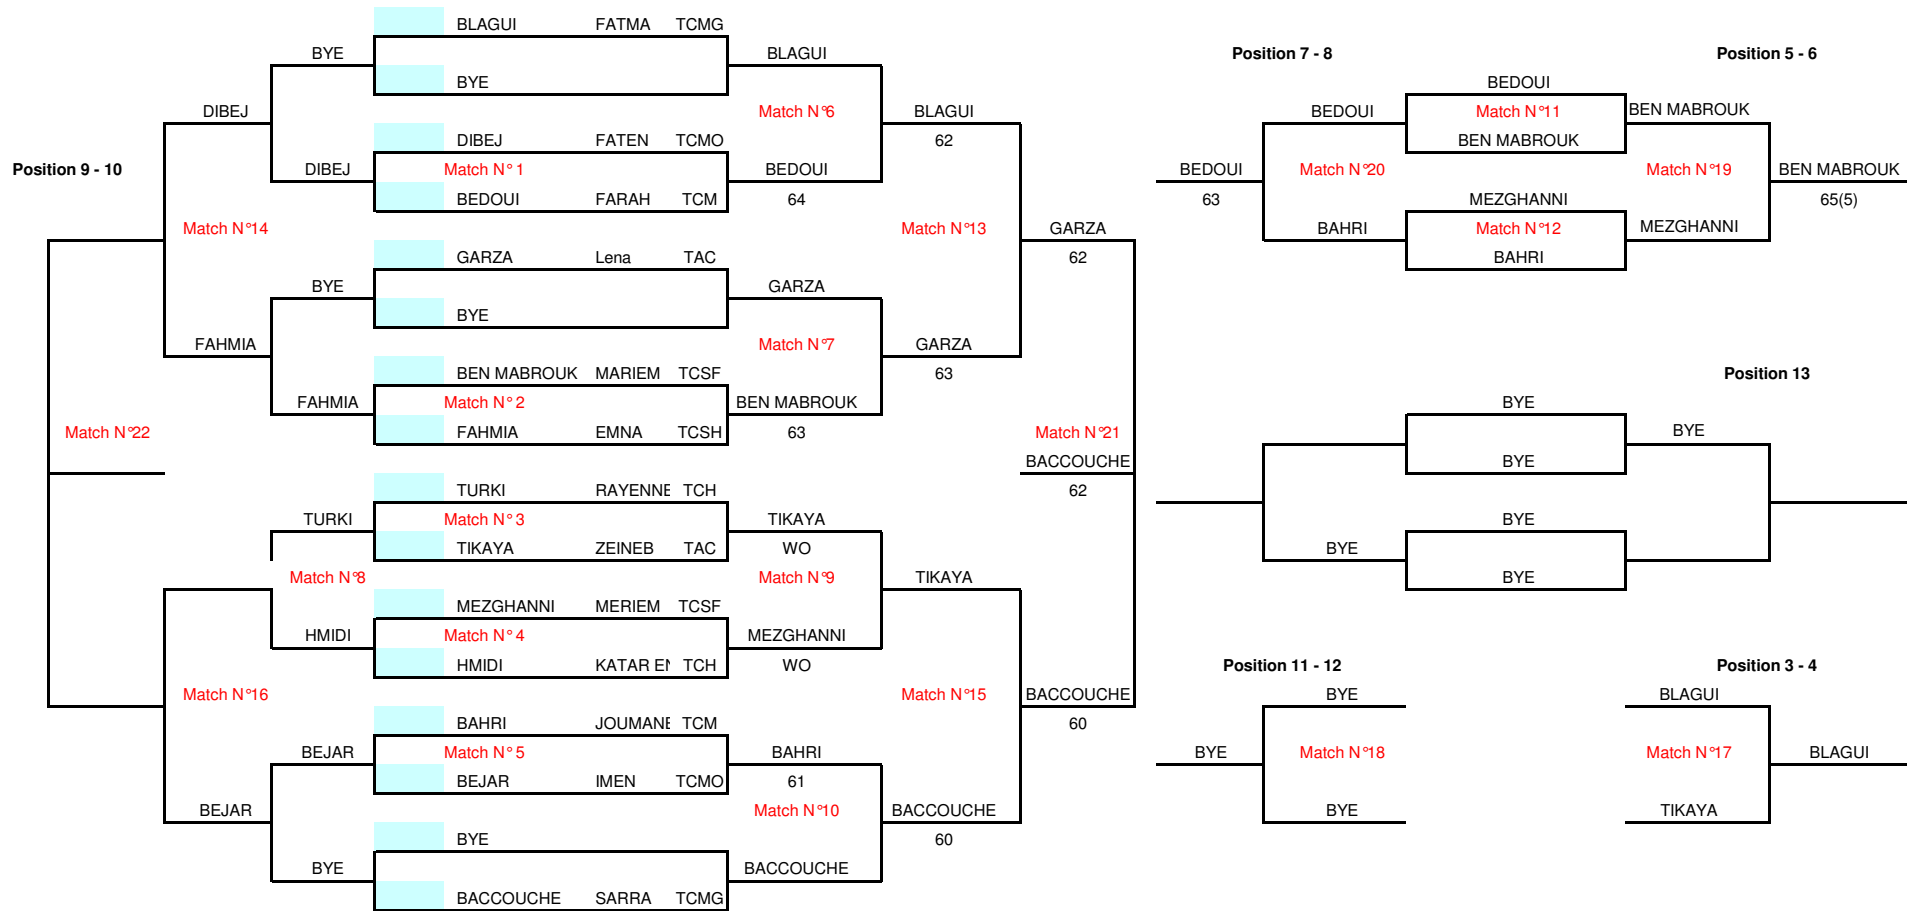 BLAGUI FATMA TCMG
BYE BLAGUI Position 7 - 8 Position 5 - 6
BYE BEDOUI
DIBEJ Match N°6 BLAGUI BEDOUI Match N°11 BEN MABROUK
DIBEJ FATEN TCMO 62 BEN MABROUK
Position 9 - 10 DIBEJ Match N° 1 BEDOUI BEDOUI Match N°20 Match N°19 BEN MABROUK
BEDOUI FARAH TCM 64 63 MEZGHANNI 65(5)
Match N°14 Match N°13 GARZA BAHRI Match N°12 MEZGHANNI
GARZA Lena TAC 62 BAHRI
BYE GARZA
BYE
FAHMIA Match N°7 GARZA
BEN MABROUK MARIEM TCSF 63 Position 13
FAHMIA Match N° 2 BEN MABROUK BYE
Match N°22 FAHMIA EMNA TCSH 63 Match N°21 BYE
BACCOUCHE BYE
TURKI RAYENNE TCH 62
TURKI Match N° 3 TIKAYA BYE
TIKAYA ZEINEB TAC WO BYE
Match N°8 Match N°9 TIKAYA BYE
MEZGHANNI MERIEM TCSF
HMIDI Match N° 4 MEZGHANNI
HMIDI KATAR TCH WO Position 11 - 12 Position 3 - 4
Match N°16 Match N°15 BACCOUCHE BYE BLAGUI
BAHRI JOUMANE TCM 60
BEJAR Match N° 5 BAHRI BYE Match N°18 Match N°17 BLAGUI
BEJAR IMEN TCMO 61
BEJAR Match N°10 BACCOUCHE BYE TIKAYA
BYE 60
BYE BACCOUCHE
BACCOUCHE SARRA TCMG